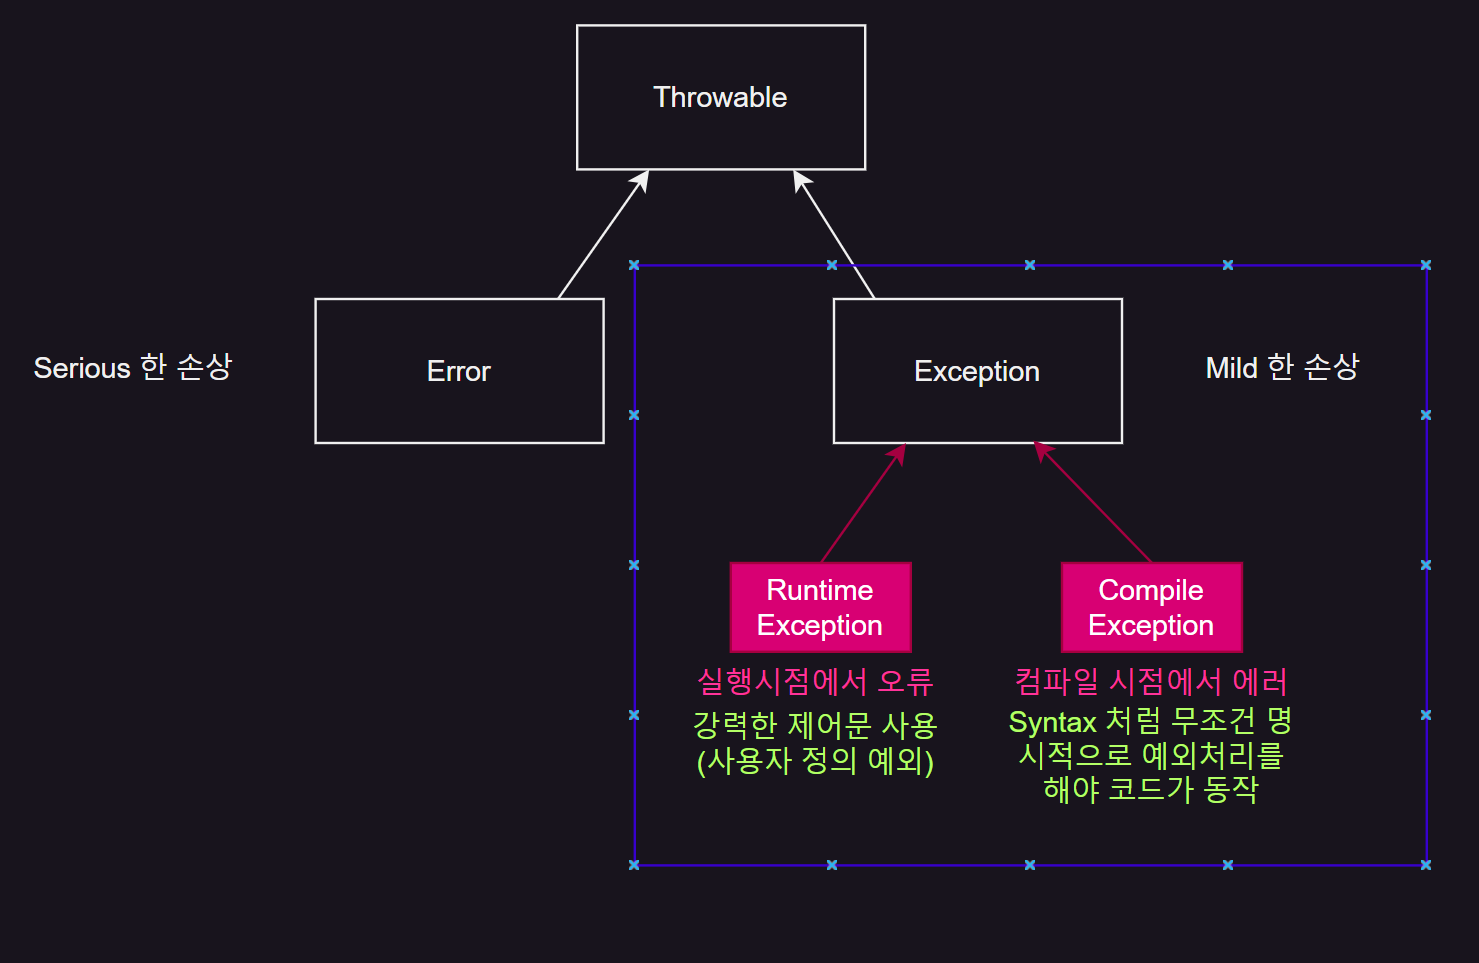 Throwable
Serious 한 손상
Error
Exception
Mild 한 손상
Runtime
Exception
실행시점에서 오류
강력한 제어문 사용
(사용자 정의 예외)
Compile
Exception
컴파일 시점에서 에러
Syntax 처럼 무조건 명
시적으로 예외처리를
해야 코드가 동작